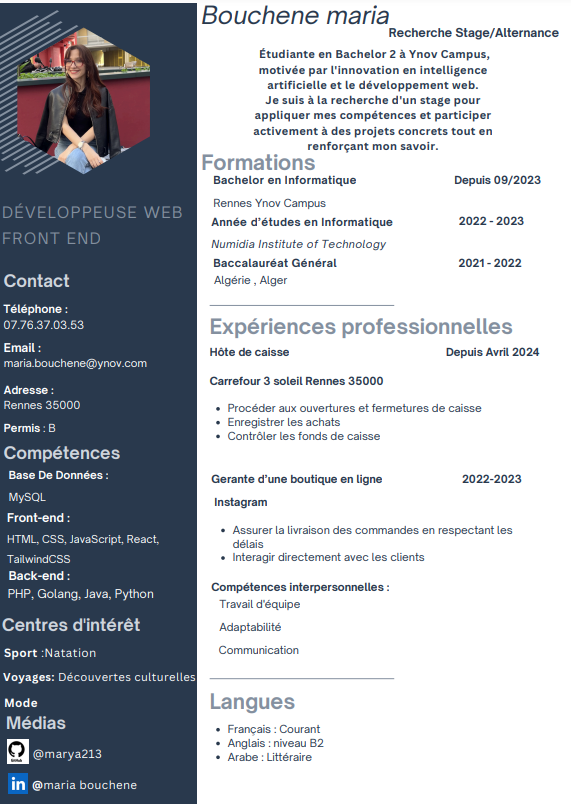 Bouchene maria
Recherche Stage/Alternance
Étudiante en Bachelor 2 à Ynov Campus,
motivée par l'innovation en intelligence
artificielle et le développement web.
Je suis à la recherche d'un stage pour
appliquer mes compétences et participer
activement à des projets concrets tout en
renforçant mon savoir.
DÉVELOPPEUSE WEB
FRONT END
Contact
Téléphone :
07.76.37.03.53
Email :
maria.bouchene@ynov.com
Adresse :
Rennes 35000
Permis : B
Compétences
Base De Données :
MySQL
Front-end :
HTML, CSS, JavaScript, React,
TailwindCSS
Back-end :
PHP, Golang, Java, Python
Centres d'intérêt
Sport :Natation
Voyages: Découvertes culturelles
Mode
Médias
GitHub
@marya213
in
@maria bouchene
Formations
Bachelor en Informatique Depuis 09/2023
Rennes Ynov Campus
Année d'études en Informatique 2022 - 2023
Numidia Institute of Technology
Baccalauréat Général 2021 - 2022
Algérie , Alger
Expériences professionnelles
Hôte de caisse Depuis Avril 2024
Carrefour 3 soleil Rennes 35000
• Procéder aux ouvertures et fermetures de caisse
• Enregistrer les achats
• Contrôler les fonds de caisse
Gerante d'une boutique en ligne 2022-2023
Instagram
• Assurer la livraison des commandes en respectant les
délais
• Interagir directement avec les clients
Compétences interpersonnelles :
Travail d'équipe
Adaptabilité
Communication
Langues
• Français : Courant
• Anglais : niveau B2
• Arabe : Littéraire